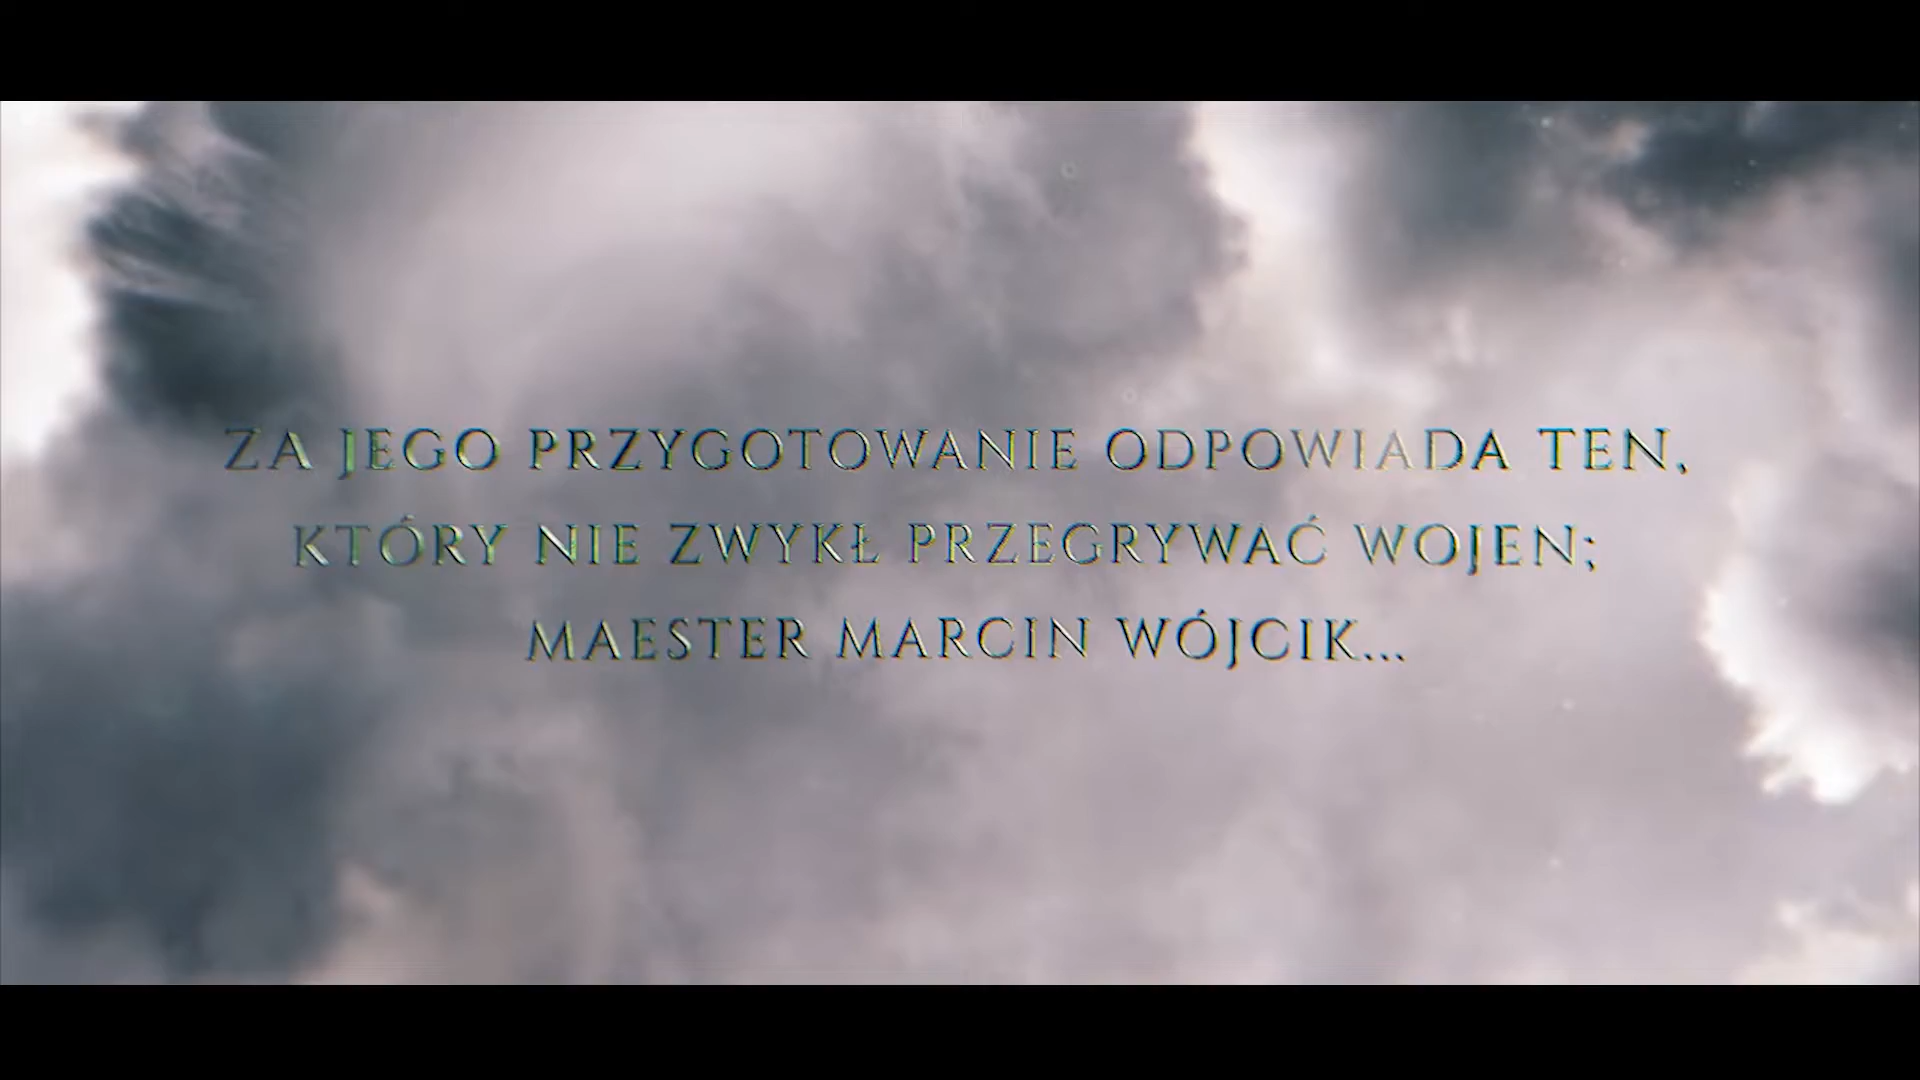 ZA JEGO PRZYGOTOWANIE ODPOWIADA TEN,
KTÓRY NIE ZWYKŁ PRZEGRYWAĆ WOJEN;
MAESTER MARCIN WÓJCIK...